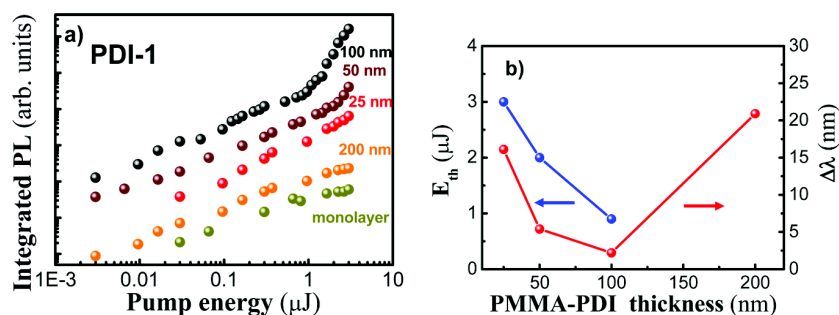 a)
PDI-1
100 nm
50 nm
25 nm
200 nm
monolayer
Integrated PL (arb. units)
1E-3 0.01 0.1 1 10
Pump energy (μJ)
b)
4
3
2
1
0
E_th (μJ)
30
25
20
15
10
5
0
Δλ (nm)
50 100 150 200
PMMA-PDI thickness (nm)